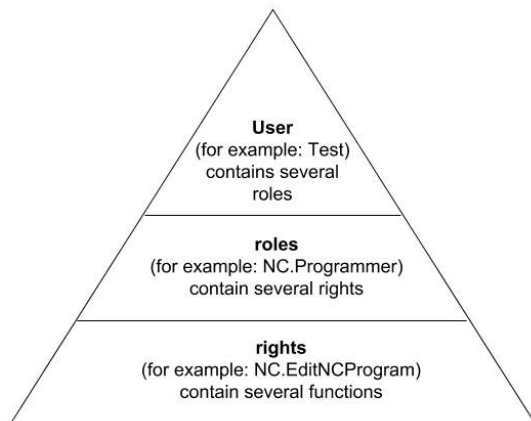 User
(for example: Test)
contains several
roles
roles
(for example: NC.Programmer)
contain several rights
rights
(for example: NC.EditNCProgram)
contain several functions